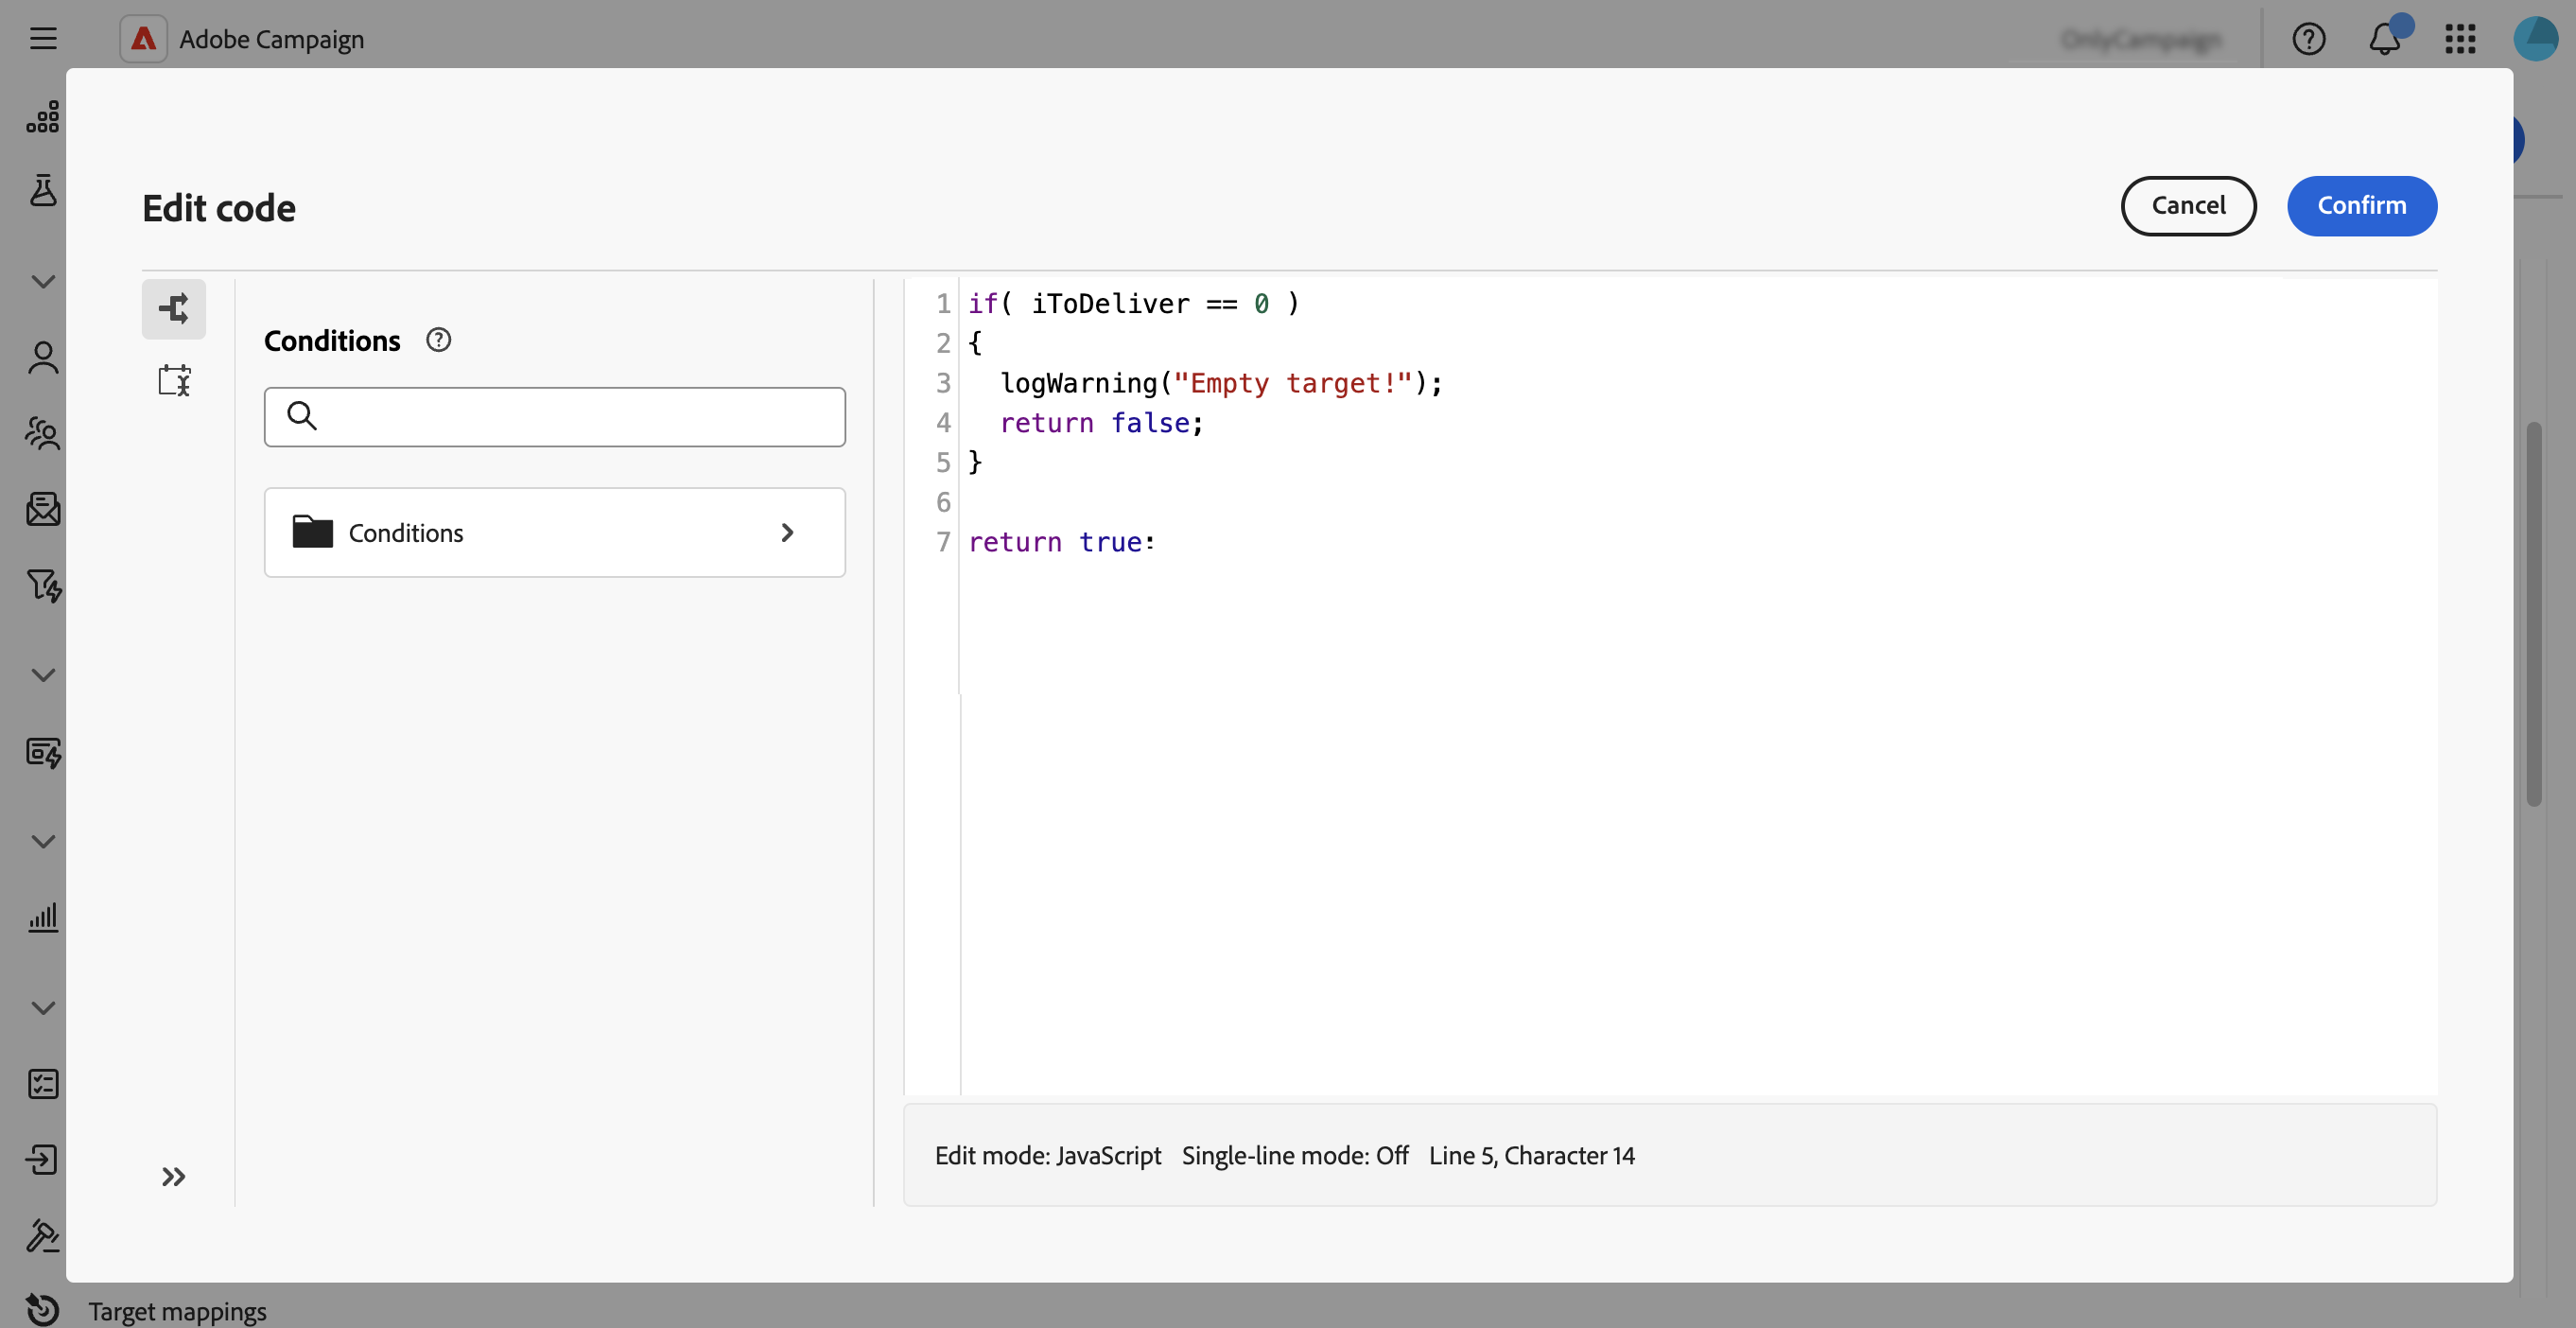 Adobe Campaign
OnlyCampaign
Edit code
Cancel
Confirm
Conditions
Conditions
1 if( iToDeliver == 0 )
2 {
3   logWarning("Empty target!");
4   return false;
5 }
6
7 return true:
Edit mode: JavaScript Single-line mode: Off Line 5, Character 14
Target mappings